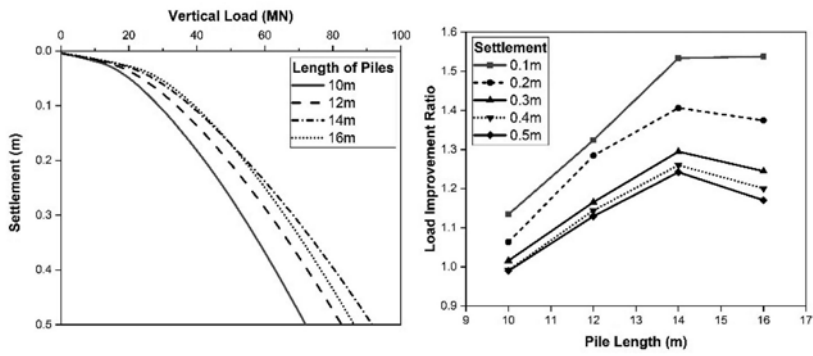 Vertical Load (MN)
0 20 40 60 80 100
0.0
0.1
0.2
0.3
0.4
0.5
Settlement (m)
Length of Piles
10m
12m
14m
16m
1.6
1.5
1.4
1.3
1.2
1.1
1.0
0.9
Load Improvement Ratio
Settlement
0.1m
0.2m
0.3m
0.4m
0.5m
9 10 11 12 13 14 15 16 17
Pile Length (m)